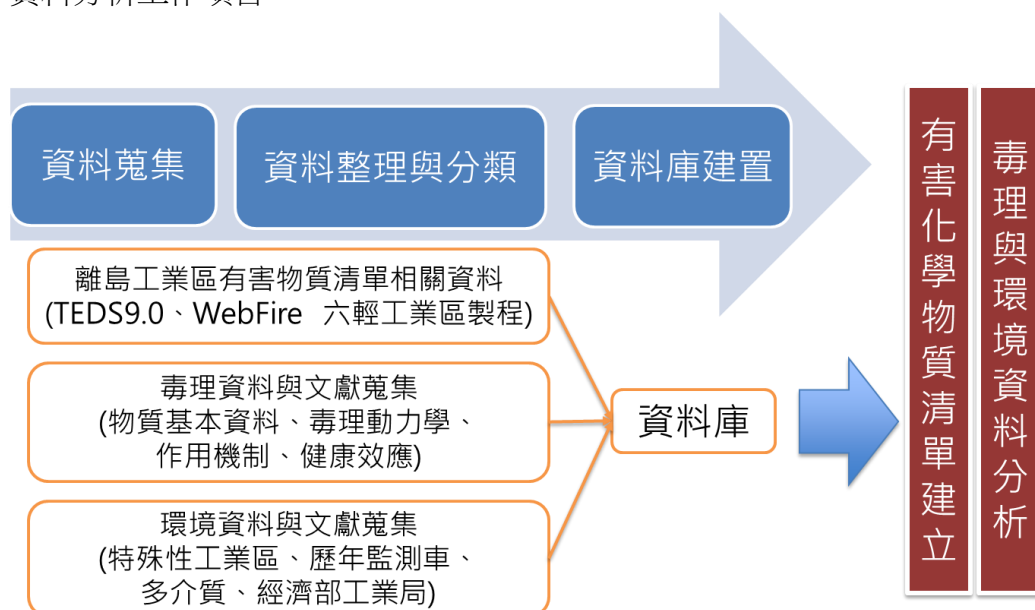 資料蒐集
資料整理與分類
資料庫建置
離島工業區有害物質清單相關資料
(TEDS9.0、WebFire 六輕工業區製程)
毒理資料與文獻蒐集
(物質基本資料、毒理動力學、
作用機制、健康效應)
環境資料與文獻蒐集
(特殊性工業區、歷年監測車、
多介質、經濟部工業局)
資料庫
有害化學物質清單建立
毒理與環境資料分析